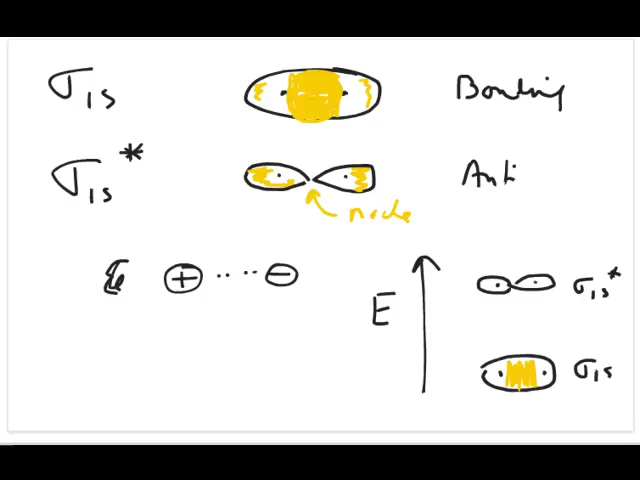 σ1s Bonding
σ1s* Anti
node
+ .. .. −
E
σ1s*
σ1s